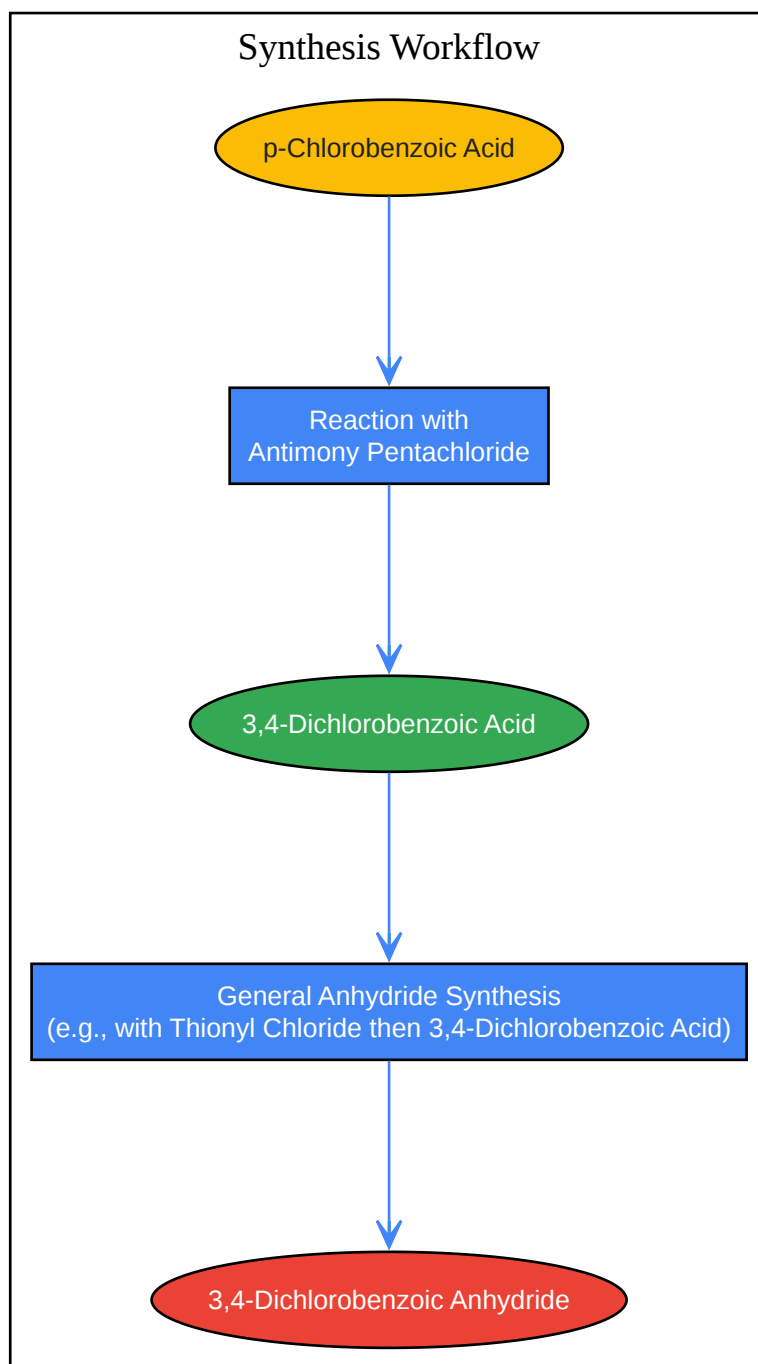 Synthesis Workflow
p-Chlorobenzoic Acid
Reaction with
Antimony Pentachloride
3,4-Dichlorobenzoic Acid
General Anhydride Synthesis
(e.g., with Thionyl Chloride then 3,4-Dichlorobenzoic Acid)
3,4-Dichlorobenzoic Anhydride